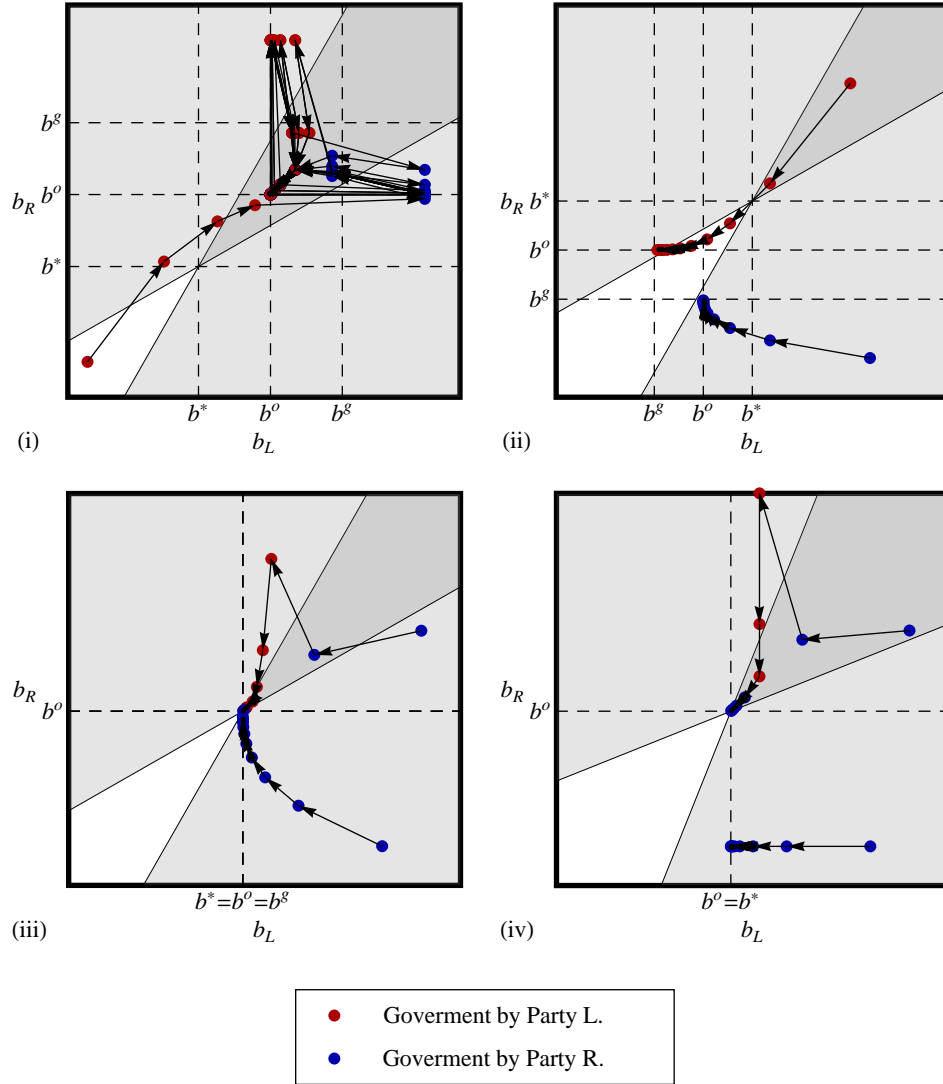 b^g
b_R b^o
b^*
b^* b^o b^g
(i) b_L
b_R b^*
b^o
b^g
b^g b^o b^*
(ii) b_L
b_R
b^o
b^*=b^o=b^g
(iii) b_L
b_R
b^o
b^o=b^*
(iv) b_L
Goverment by Party L.
Goverment by Party R.